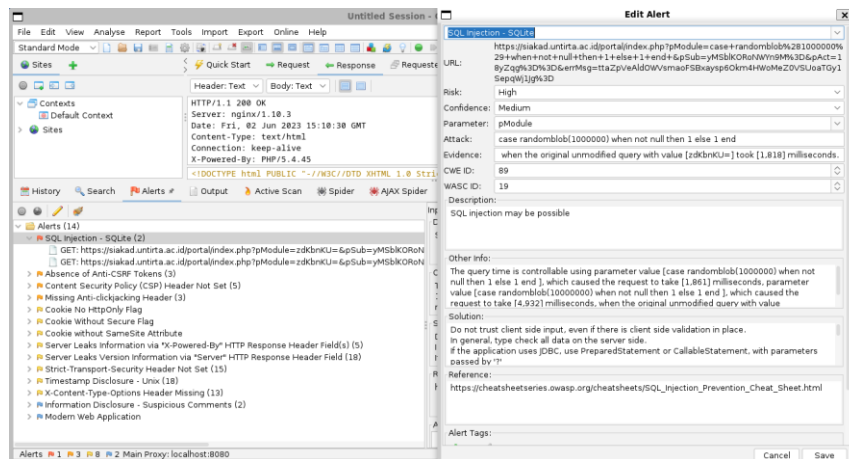 Untitled Session -
File Edit View Analyse Report Tools Import Export Online Help
Standard Mode
Sites
Quick Start Request Response Requeste
Header: Text Body: Text
Contexts
Default Context
Sites
HTTP/1.1 200 OK
Server: nginx/1.10.3
Date: Fri, 02 Jun 2023 15:10:30 GMT
Content-Type: text/html
Connection: keep-alive
X-Powered-By: PHP/5.4.45
<!DOCTYPE html PUBLIC "-//W3C//DTD XHTML 1.0 Stri
History Search Alerts Output Active Scan Spider AJAX Spider
Alerts (14)
SQL Injection - SQLite (2)
GET: https://siakad.untirta.ac.id/portal/index.php?pModule=zdKbnKU=&pSub=yMSblKORoN
GET: https://siakad.untirta.ac.id/portal/index.php?pModule=zdKbnKU=&pSub=yMSblKORoN
Absence of Anti-CSRF Tokens (3)
Content Security Policy (CSP) Header Not Set (5)
Missing Anti-clickjacking Header (3)
Cookie No HttpOnly Flag
Cookie Without Secure Flag
Cookie without SameSite Attribute
Server Leaks Information via "X-Powered-By" HTTP Response Header Field(s) (5)
Server Leaks Version Information via "Server" HTTP Response Header Field (18)
Strict-Transport-Security Header Not Set (15)
Timestamp Disclosure - Unix (18)
X-Content-Type-Options Header Missing (13)
Information Disclosure - Suspicious Comments (2)
Modern Web Application
Alerts 1 3 8 2 Main Proxy: localhost:8080
Edit Alert
SQL Injection - SQLite
URL:
https://siakad.untirta.ac.id/portal/index.php?pModule=case+randomblob%281000000%
29+when+not+null+then+1+else+1+end+&pSub=yMSblKORoNWYn9M%3D&pAct=1
8yZqg%3D%3D&errMsg=ttaZpVeAldOWVsmaoFSBxaysp6Okm4HWoMeZ0VSUoaTGy1
SepqWj1Jg%3D
Risk: High
Confidence: Medium
Parameter: pModule
Attack: case randomblob(1000000) when not null then 1 else 1 end
Evidence: when the original unmodified query with value [zdKbnKU=] took [1,818] milliseconds.
CWE ID: 89
WASC ID: 19
Description:
SQL injection may be possible
Other Info:
The query time is controllable using parameter value [case randomblob(1000000) when not
null then 1 else 1 end ], which caused the request to take [1,861] milliseconds, parameter
value [case randomblob(10000000) when not null then 1 else 1 end ], which caused the
request to take [4,932] milliseconds, when the original unmodified query with value
Solution:
Do not trust client side input, even if there is client side validation in place.
In general, type check all data on the server side.
If the application uses JDBC, use PreparedStatement or CallableStatement, with parameters
passed by '?'
Reference:
https://cheatsheetseries.owasp.org/cheatsheets/SQL_Injection_Prevention_Cheat_Sheet.html
Alert Tags:
Cancel Save